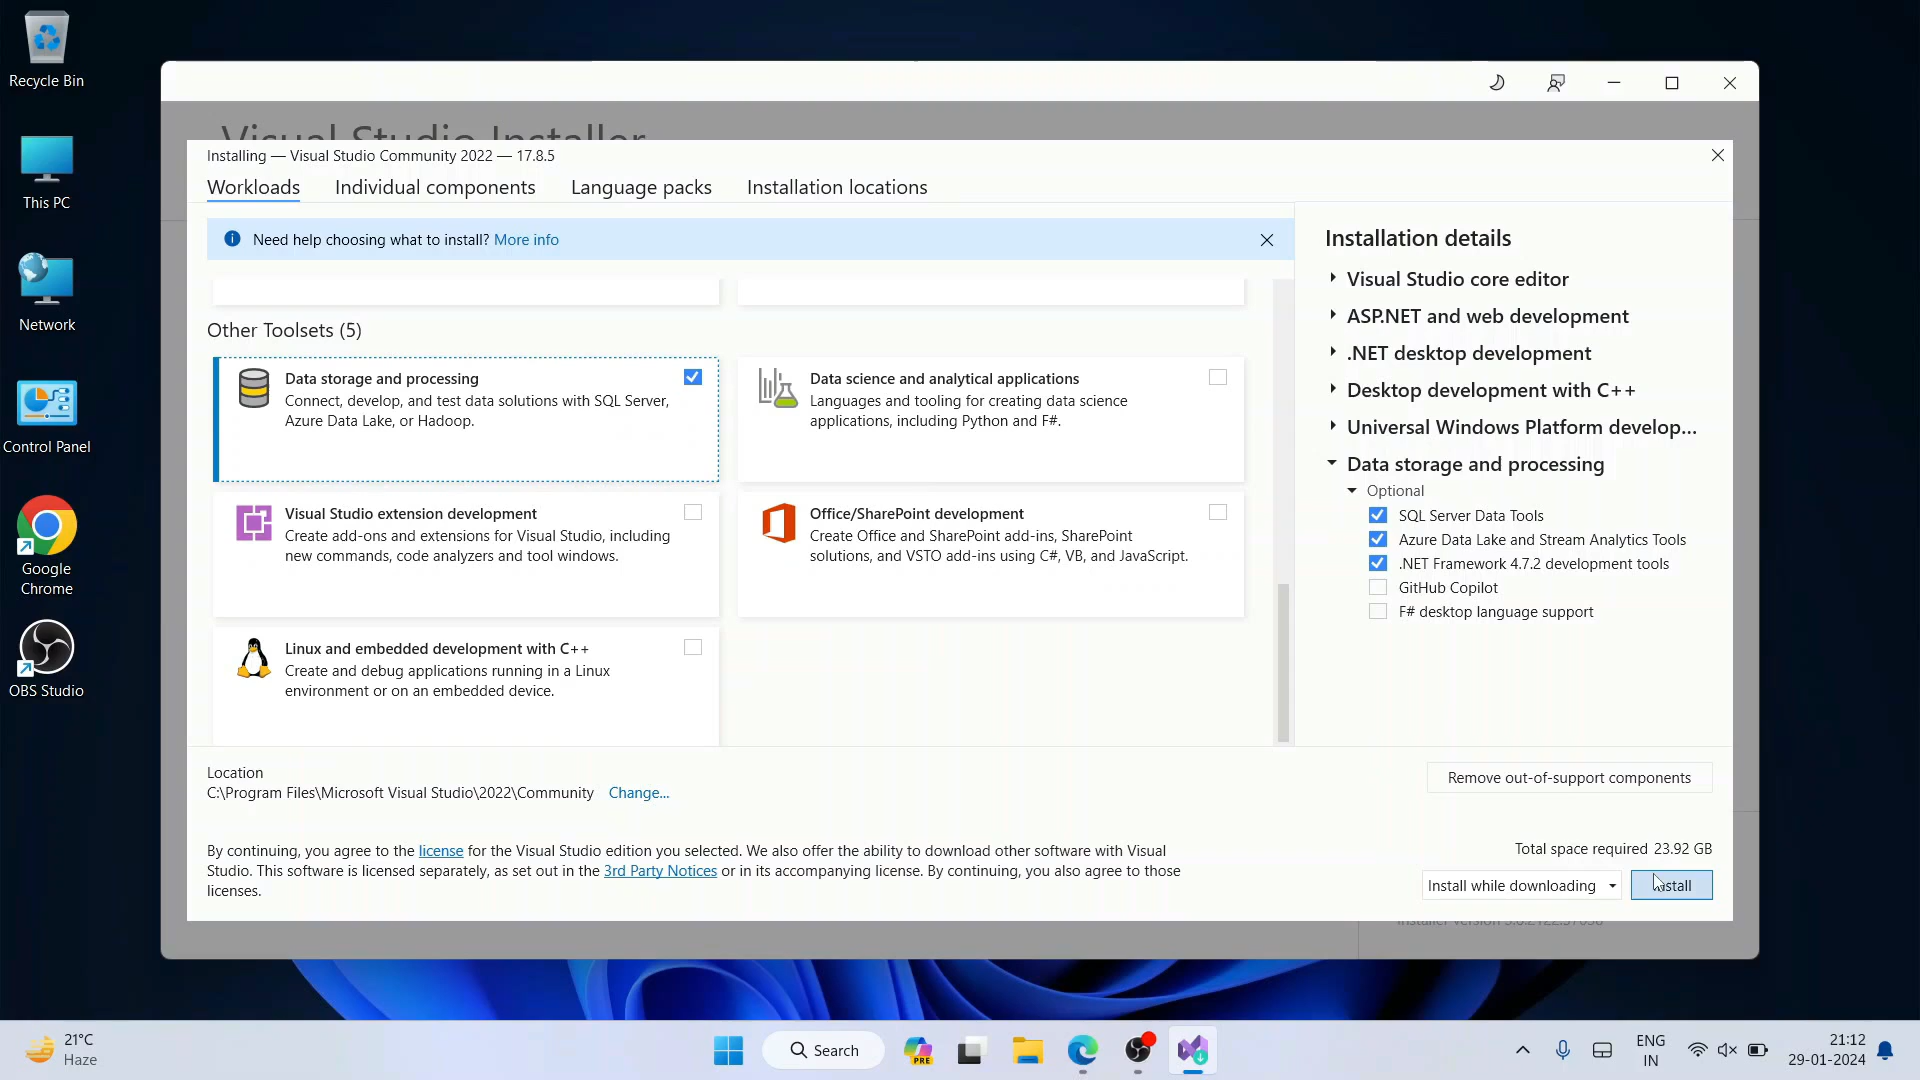 Recycle Bin
This PC
Network
Control Panel
Google
Chrome
OBS Studio
Visual Studio Installer
Installing — Visual Studio Community 2022 — 17.8.5
Workloads
Individual components
Language packs
Installation locations
Need help choosing what to install? More info
Other Toolsets (5)
Data storage and processing
Connect, develop, and test data solutions with SQL Server,
Azure Data Lake, or Hadoop.
Data science and analytical applications
Languages and tooling for creating data science
applications, including Python and F#.
Visual Studio extension development
Create add-ons and extensions for Visual Studio, including
new commands, code analyzers and tool windows.
Office/SharePoint development
Create Office and SharePoint add-ins, SharePoint
solutions, and VSTO add-ins using C#, VB, and JavaScript.
Linux and embedded development with C++
Create and debug applications running in a Linux
environment or on an embedded device.
Installation details
Visual Studio core editor
ASP.NET and web development
.NET desktop development
Desktop development with C++
Universal Windows Platform develop...
Data storage and processing
Optional
SQL Server Data Tools
Azure Data Lake and Stream Analytics Tools
.NET Framework 4.7.2 development tools
GitHub Copilot
F# desktop language support
Location
C:\Program Files\Microsoft Visual Studio\2022\Community Change...
Remove out-of-support components
By continuing, you agree to the license for the Visual Studio edition you selected. We also offer the ability to download other software with Visual
Studio. This software is licensed separately, as set out in the 3rd Party Notices or in its accompanying license. By continuing, you also agree to those
licenses.
Total space required 23.92 GB
Install while downloading
Install
21°C
Haze
Search
PRE
ENG
IN
21:12
29-01-2024